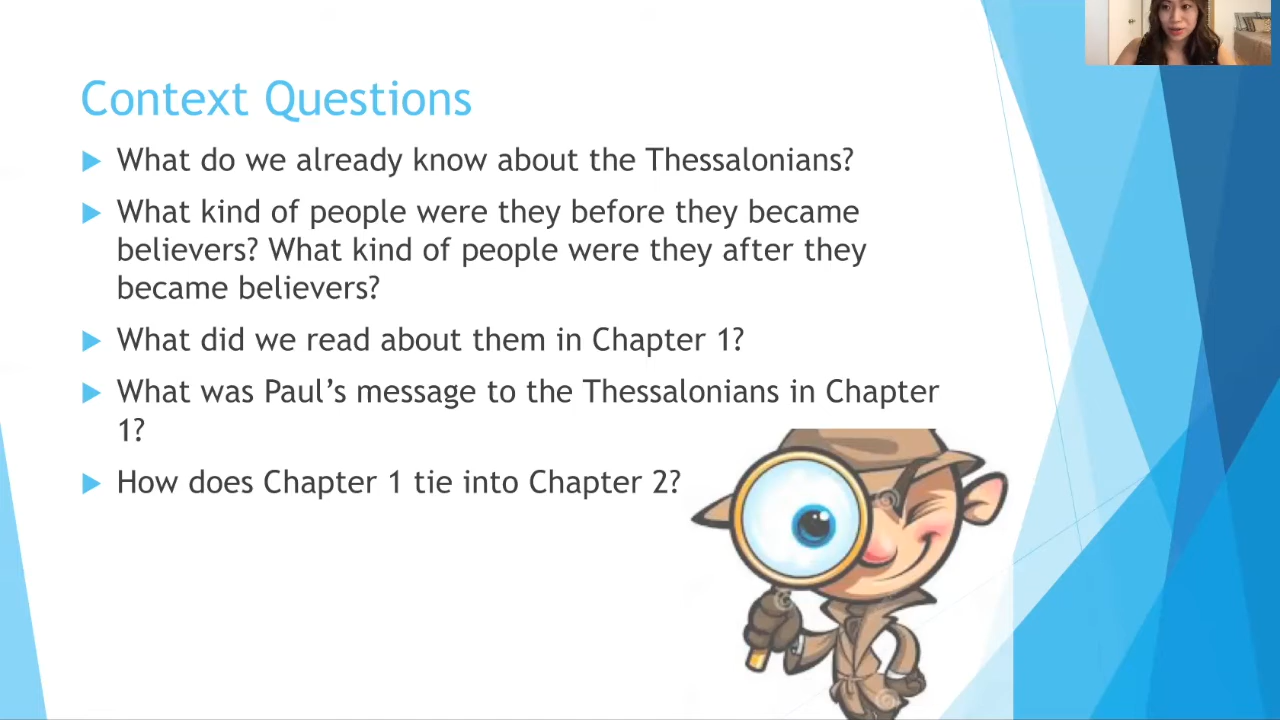 Context Questions
What do we already know about the Thessalonians?
What kind of people were they before they became
believers? What kind of people were they after they
became believers?
What did we read about them in Chapter 1?
What was Paul’s message to the Thessalonians in Chapter
1?
How does Chapter 1 tie into Chapter 2?